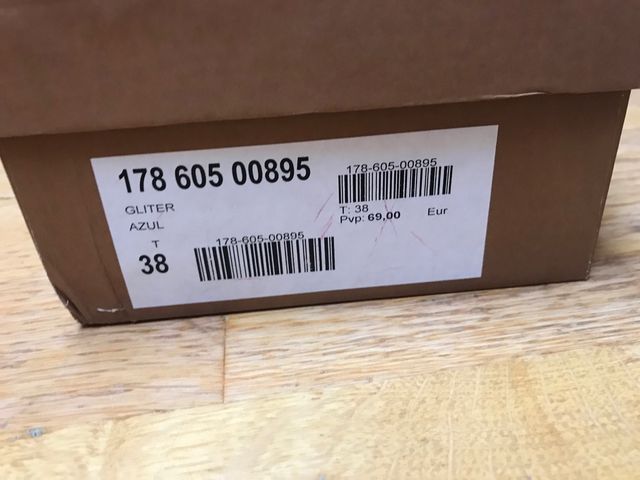 178 605 00895
GLITER
AZUL
T
38
178-605-00895
178-605-00895
T: 38
Pvp: 69,00 Eur